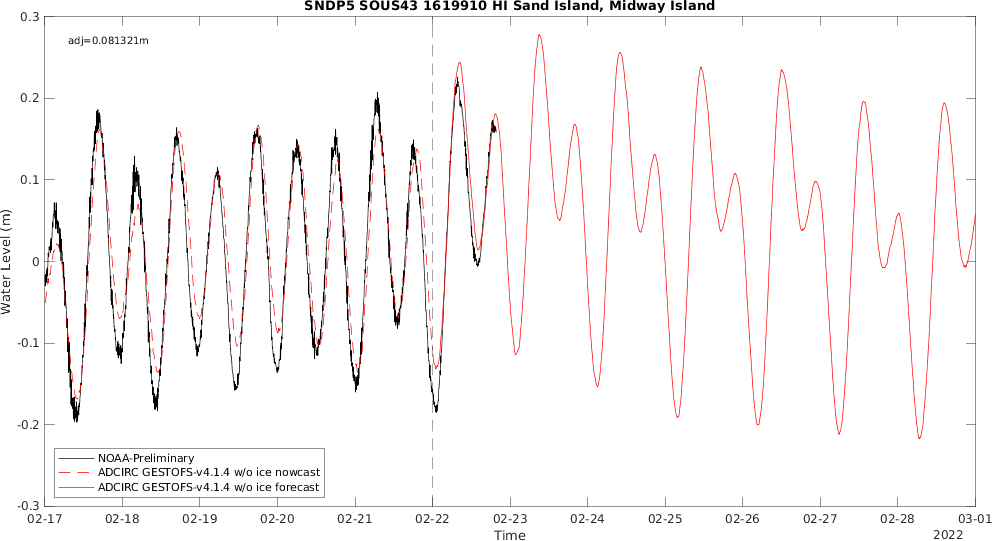 SNDP5 SOUS43 1619910 HI Sand Island, Midway Island
adj=0.081321m
0.3
0.2
0.1
0
-0.1
-0.2
-0.3
Water Level (m)
NOAA-Preliminary
ADCIRC GESTOFS-v4.1.4 w/o ice nowcast
ADCIRC GESTOFS-v4.1.4 w/o ice forecast
02-17 02-18 02-19 02-20 02-21 02-22 02-23 02-24 02-25 02-26 02-27 02-28 03-01
Time
2022